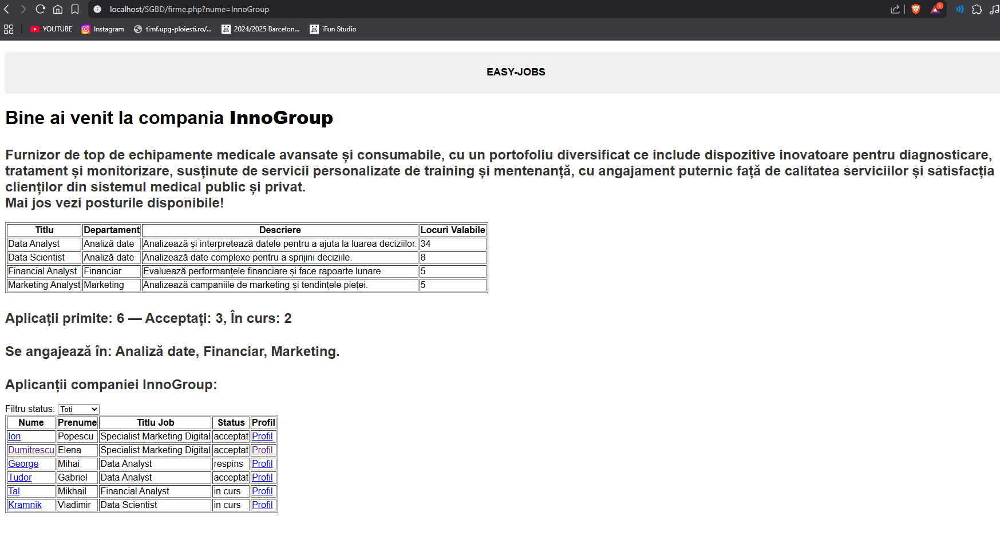 localhost/SGBD/firme.php?nume=InnoGroup
1
YOUTUBE Instagram timf.upg-ploiesti.ro/... 2024/2025 Barcelon... iFun Studio
EASY-JOBS
Bine ai venit la compania InnoGroup
Furnizor de top de echipamente medicale avansate și consumabile, cu un portofoliu diversificat ce include dispozitive inovatoare pentru diagnosticare,
tratament și monitorizare, susținute de servicii personalizate de training și mentenanță, cu angajament puternic față de calitatea serviciilor și satisfacția
clienților din sistemul medical public și privat.
Mai jos vezi posturile disponibile!
Titlu Departament Descriere Locuri Valabile
Data Analyst Analiză date Analizează și interpretează datele pentru a ajuta la luarea deciziilor. 34
Data Scientist Analiză date Analizează date complexe pentru a sprijini deciziile. 8
Financial Analyst Financiar Evaluează performanțele financiare și face rapoarte lunare. 5
Marketing Analyst Marketing Analizează campaniile de marketing și tendințele pieței. 5
Aplicații primite: 6 — Acceptați: 3, În curs: 2
Se angajează în: Analiză date, Financiar, Marketing.
Aplicanții companiei InnoGroup:
Filtru status: Toți
Nume Prenume Titlu Job Status Profil
Ion Popescu Specialist Marketing Digital acceptat Profil
Dumitrescu Elena Specialist Marketing Digital acceptat Profil
George Mihai Data Analyst respins Profil
Tudor Gabriel Data Analyst acceptat Profil
Tal Mikhail Financial Analyst in curs Profil
Kramnik Vladimir Data Scientist in curs Profil